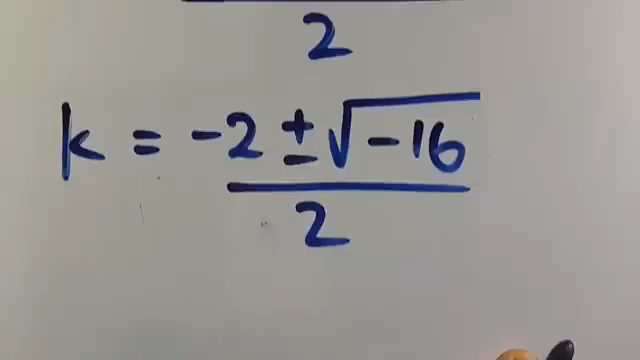 2
k = -2 ± √-16
2